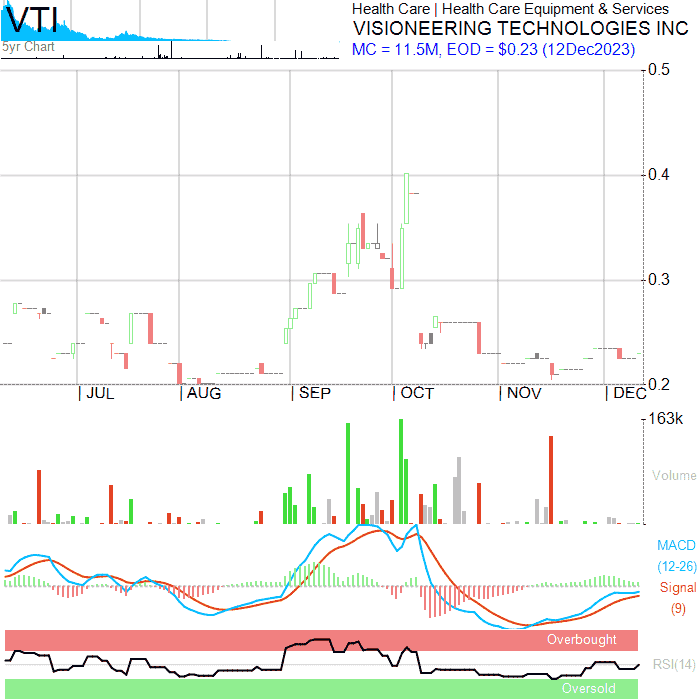 VTI
5yr Chart
Health Care | Health Care Equipment & Services
VISIONEERING TECHNOLOGIES INC
MC = 11.5M, EOD = $0.23 (12Dec2023)
0.5
0.4
0.3
0.2
JUL
AUG
SEP
OCT
NOV
DEC
163k
Volume
MACD
(12-26)
Signal
(9)
Overbought
RSI(14)
Oversold